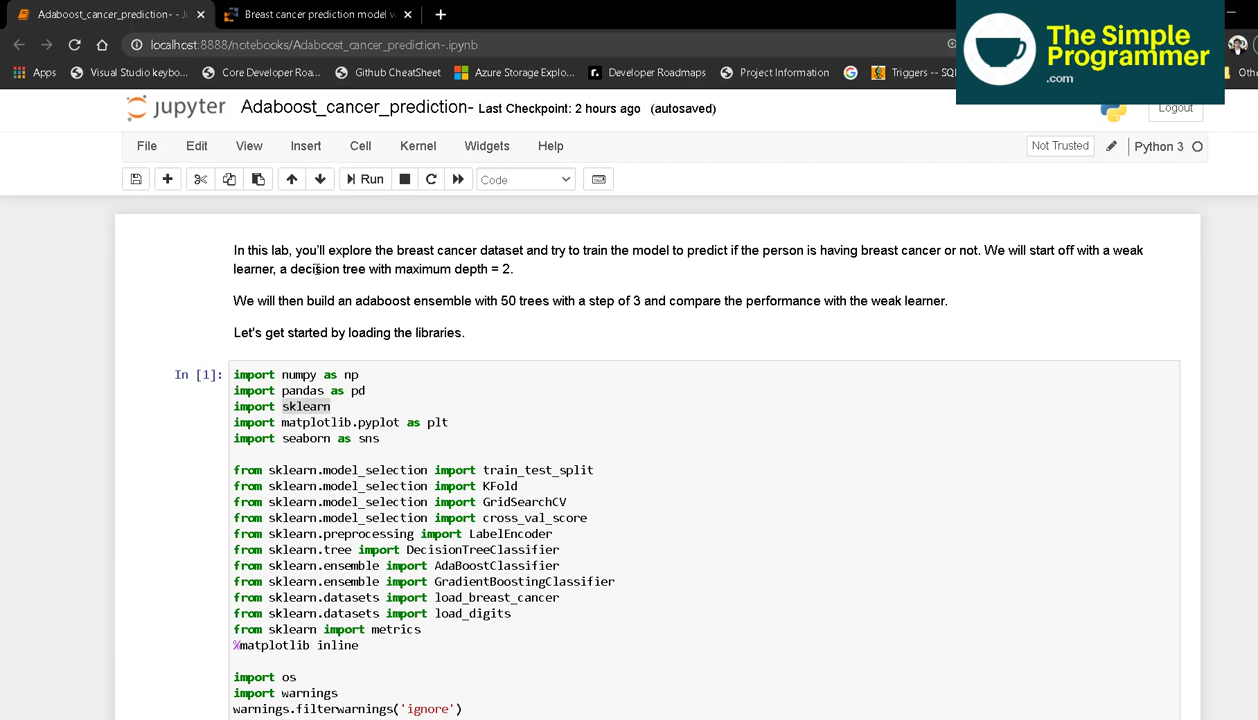 Adaboost_cancer_prediction- - Ju
Breast cancer prediction model w
localhost:8888/notebooks/Adaboost_cancer_prediction-.ipynb
The Simple
Programmer
.com
Apps
Visual Studio keybo...
Core Developer Roa...
Github CheatSheet
Azure Storage Explo...
Developer Roadmaps
Project Information
Triggers -- SQL
Othe
jupyter
Adaboost_cancer_prediction-
Last Checkpoint: 2 hours ago
(autosaved)
Logout
File
Edit
View
Insert
Cell
Kernel
Widgets
Help
Not Trusted
Python 3
Run
Code
In this lab, you'll explore the breast cancer dataset and try to train the model to predict if the person is having breast cancer or not. We will start off with a weak
learner, a decision tree with maximum depth = 2.
We will then build an adaboost ensemble with 50 trees with a step of 3 and compare the performance with the weak learner.
Let's get started by loading the libraries.
In [1]:
import numpy as np
import pandas as pd
import sklearn
import matplotlib.pyplot as plt
import seaborn as sns
from sklearn.model_selection import train_test_split
from sklearn.model_selection import KFold
from sklearn.model_selection import GridSearchCV
from sklearn.model_selection import cross_val_score
from sklearn.preprocessing import LabelEncoder
from sklearn.tree import DecisionTreeClassifier
from sklearn.ensemble import AdaBoostClassifier
from sklearn.ensemble import GradientBoostingClassifier
from sklearn.datasets import load_breast_cancer
from sklearn.datasets import load_digits
from sklearn import metrics
%matplotlib inline
import os
import warnings
warnings.filterwarnings('ignore')